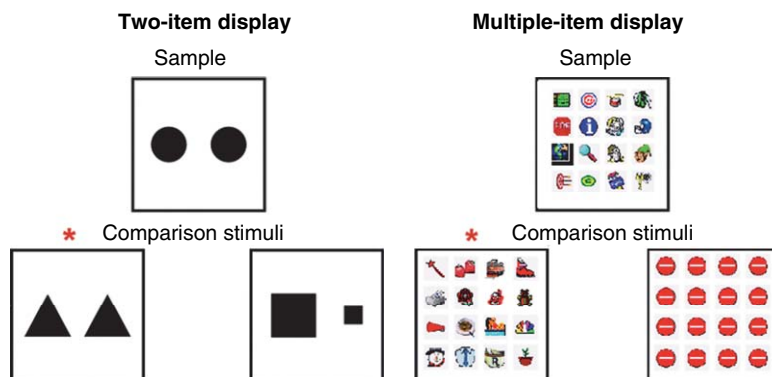 Two-item display
Multiple-item display
Sample
Sample
* Comparison stimuli
* Comparison stimuli